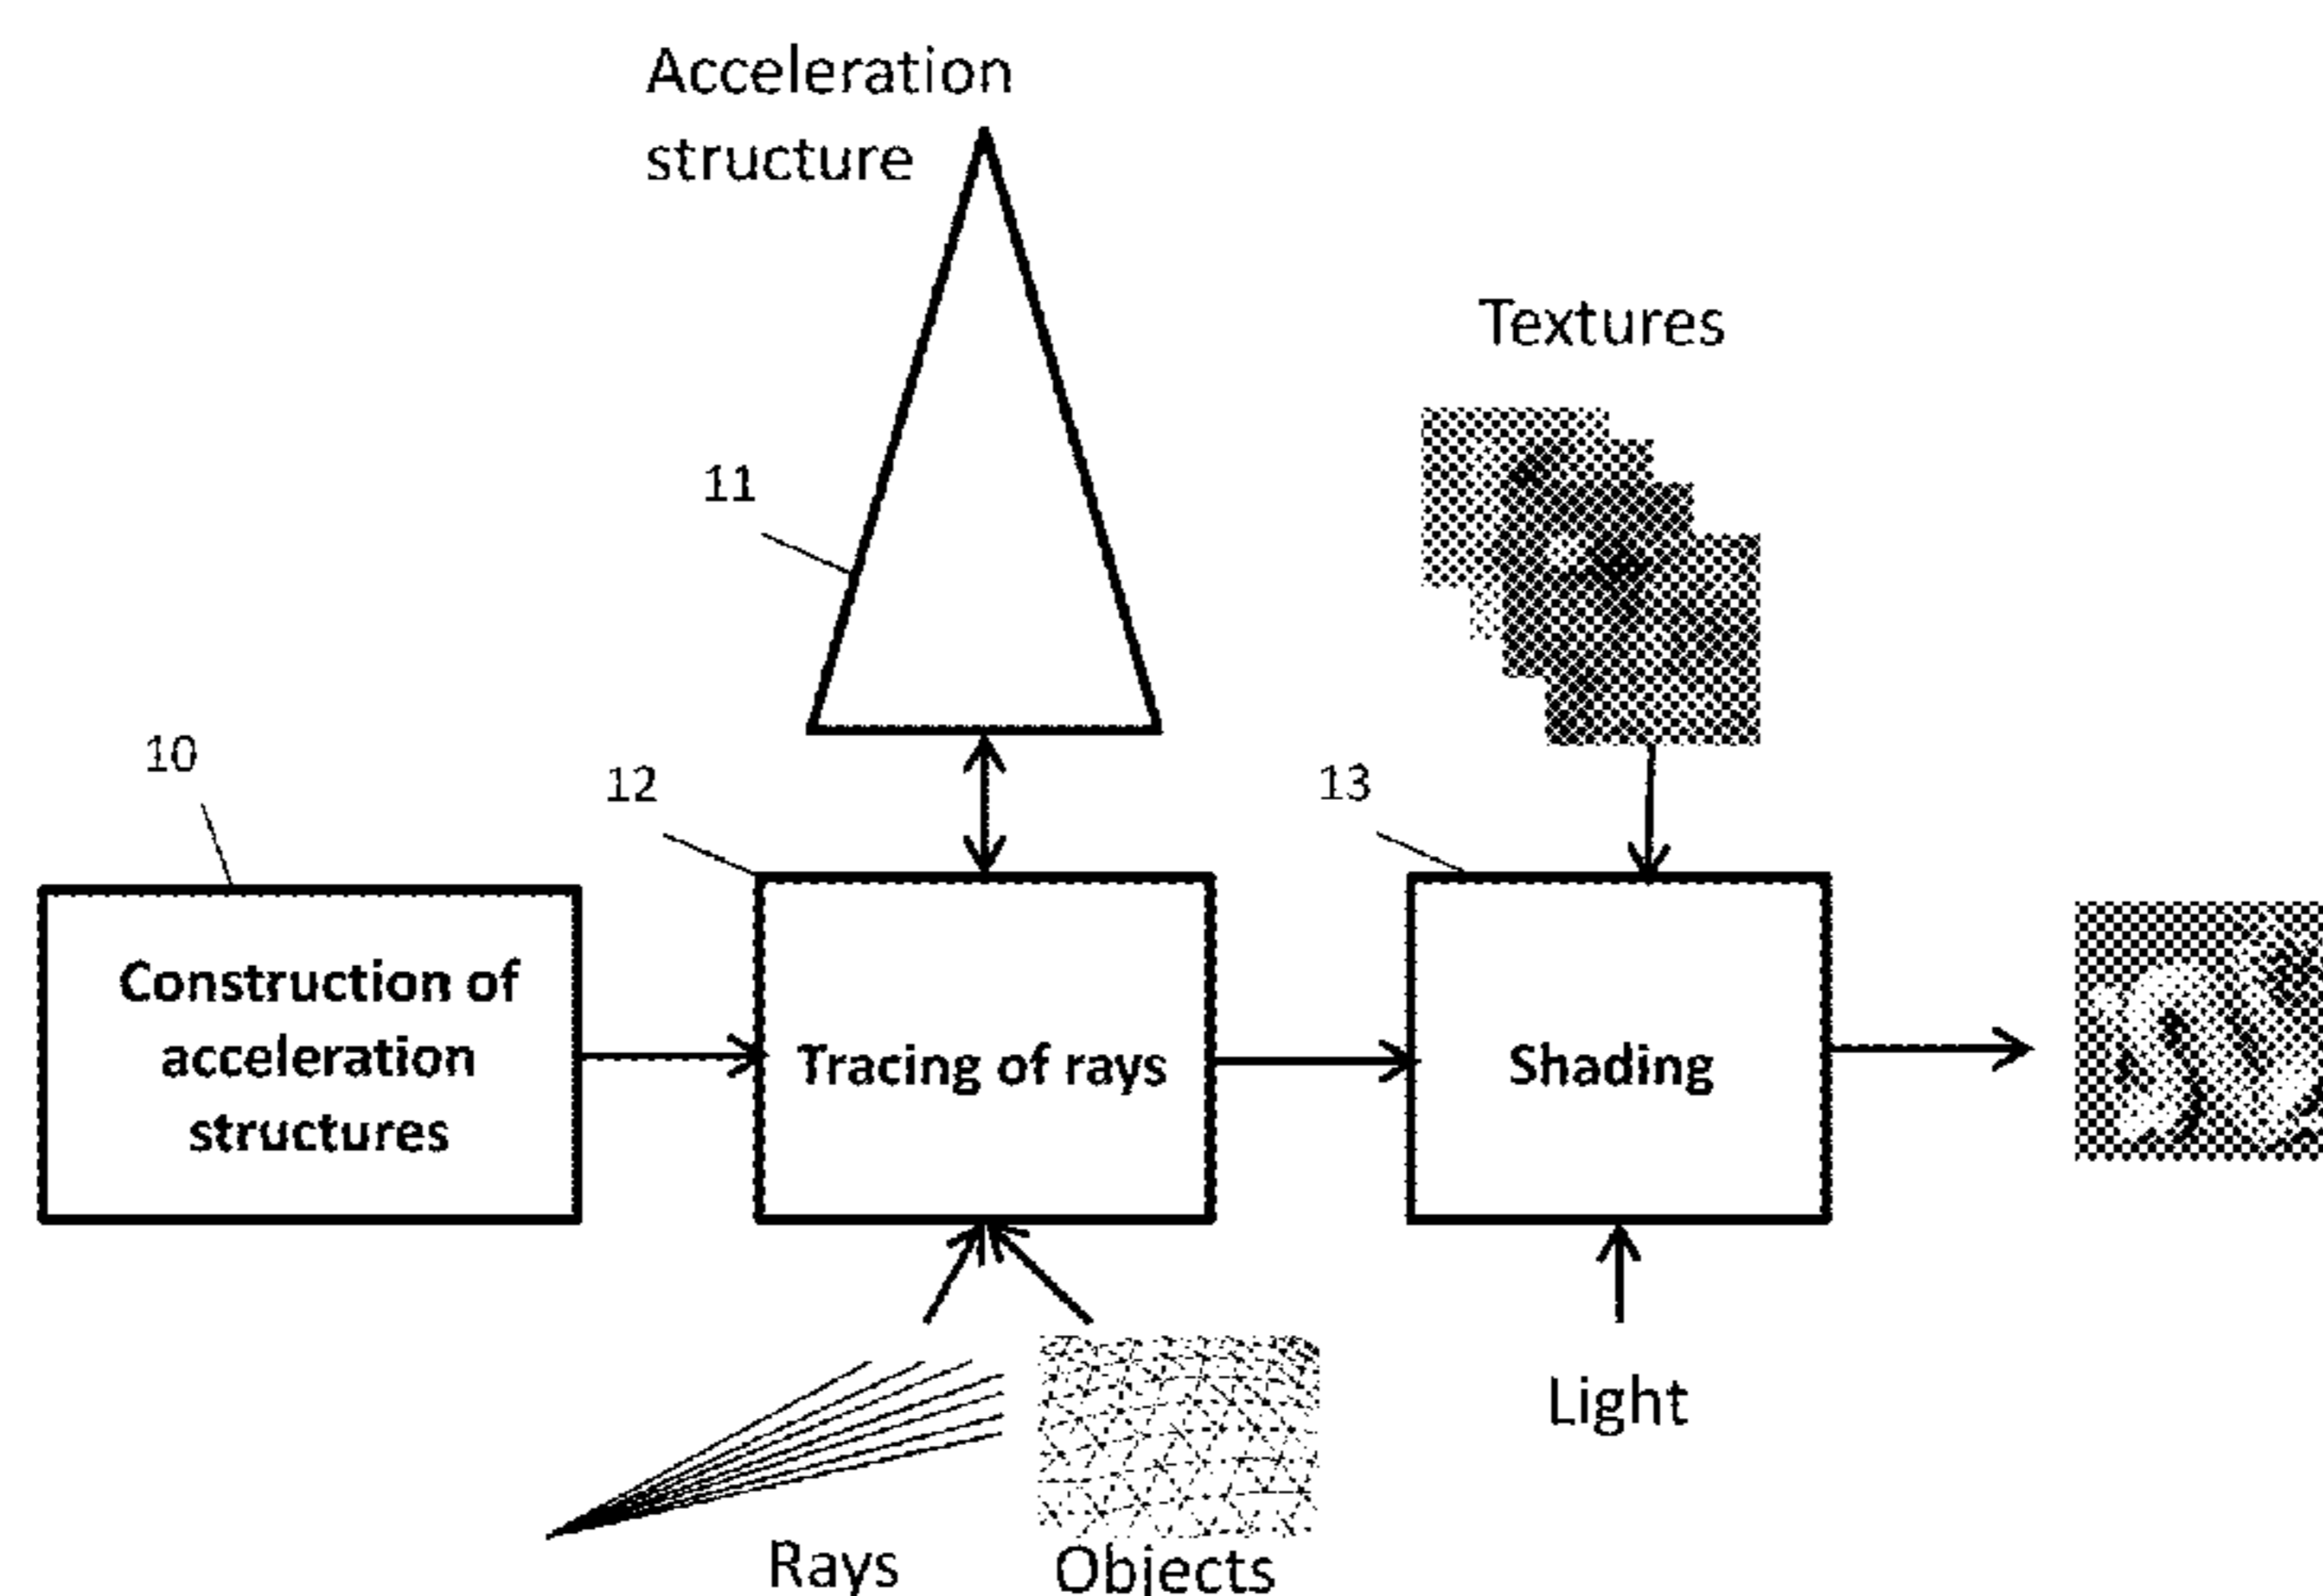 Acceleration
structure
Textures
11
10
12
13
Construction of
acceleration
structures
Tracing of rays
Shading
Light
Rays
Objects